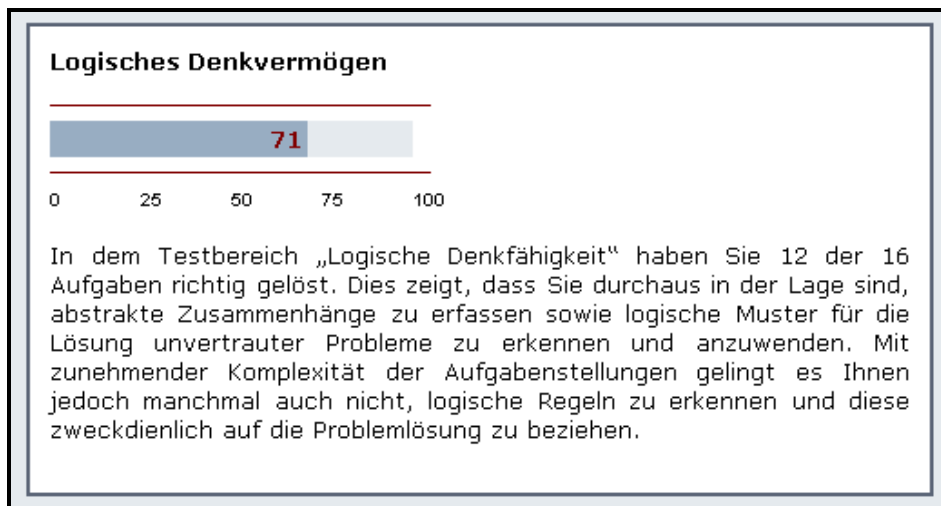 Logisches Denkvermögen
71
0 25 50 75 100
In dem Testbereich „Logische Denkfähigkeit“ haben Sie 12 der 16
Aufgaben richtig gelöst. Dies zeigt, dass Sie durchaus in der Lage sind,
abstrakte Zusammenhänge zu erfassen sowie logische Muster für die
Lösung unvertrauter Probleme zu erkennen und anzuwenden. Mit
zunehmender Komplexität der Aufgabenstellungen gelingt es Ihnen
jedoch manchmal auch nicht, logische Regeln zu erkennen und diese
zweckdienlich auf die Problemlösung zu beziehen.